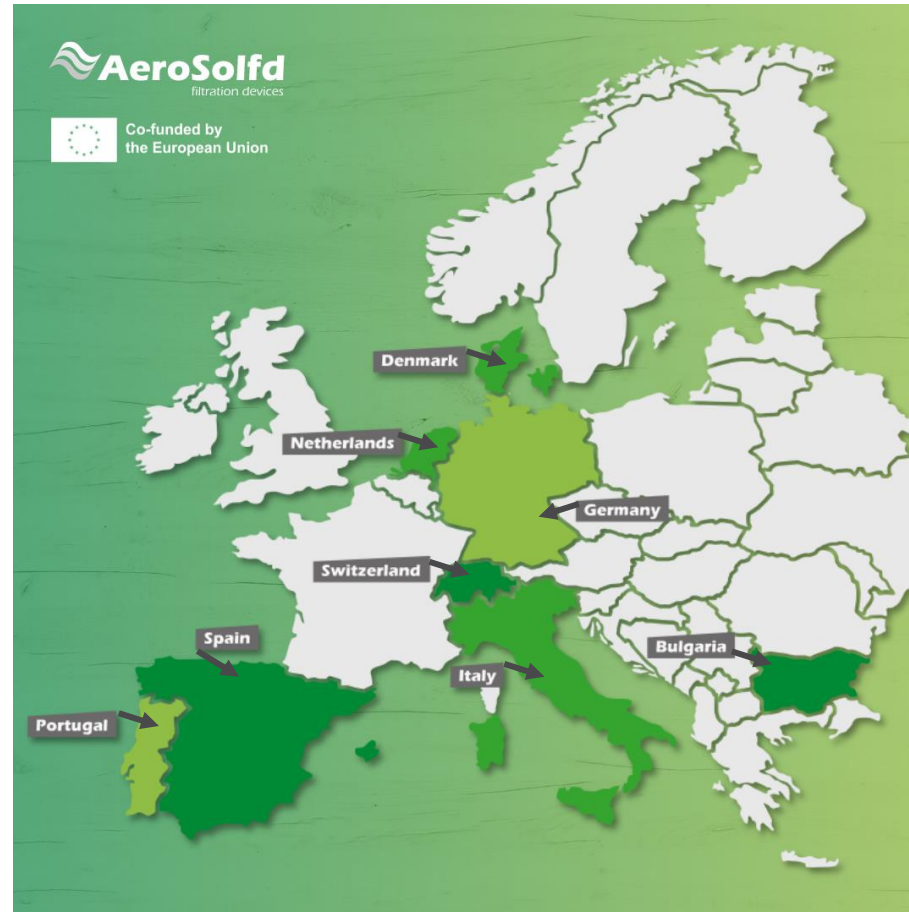 AeroSolfd
filtration devices
Co-funded by
the European Union
Denmark
Netherlands
Germany
Switzerland
Spain
Bulgaria
Italy
Portugal